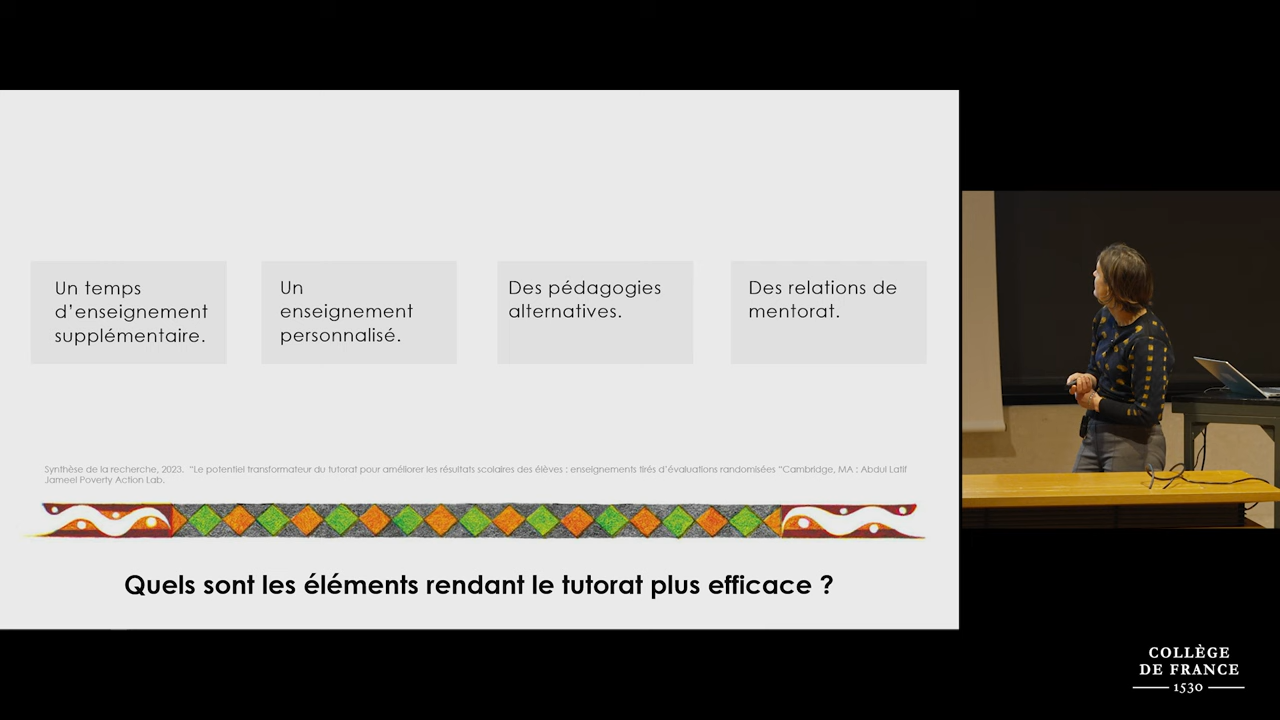 Un temps
d’enseignement
supplémentaire.
Un
enseignement
personnalisé.
Des pédagogies
alternatives.
Des relations de
mentorat.
Synthèse de la recherche, 2023. “Le potentiel transformateur du tutorat pour améliorer les résultats scolaires des élèves : enseignements tirés d’évaluations randomisées “Cambridge, MA : Abdul Latif
Jameel Poverty Action Lab.
Quels sont les éléments rendant le tutorat plus efficace ?
COLLÈGE
DE FRANCE
1530